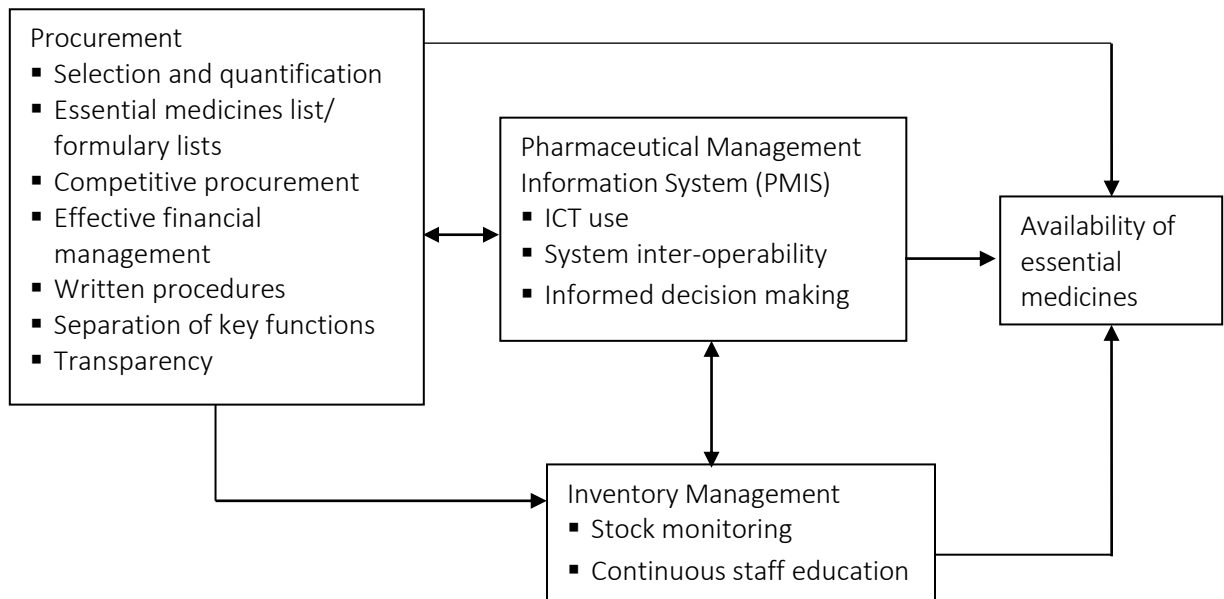 Procurement
▪ Selection and quantification
▪ Essential medicines list/
formulary lists
▪ Competitive procurement
▪ Effective financial
management
▪ Written procedures
▪ Separation of key functions
▪ Transparency
Pharmaceutical Management
Information System (PMIS)
▪ ICT use
▪ System inter-operability
▪ Informed decision making
Availability of
essential
medicines
Inventory Management
▪ Stock monitoring
▪ Continuous staff education